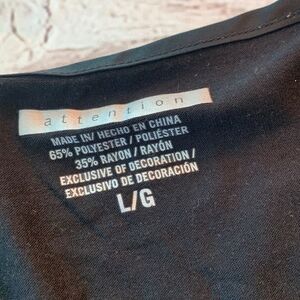 attention
MADE IN/ HECHO EN CHINA
65% POLYESTER / POLIÉSTER
35% RAYON / RAYÓN
EXCLUSIVE OF DECORATION /
EXCLUSIVO DE DECORACIÓN
L/G